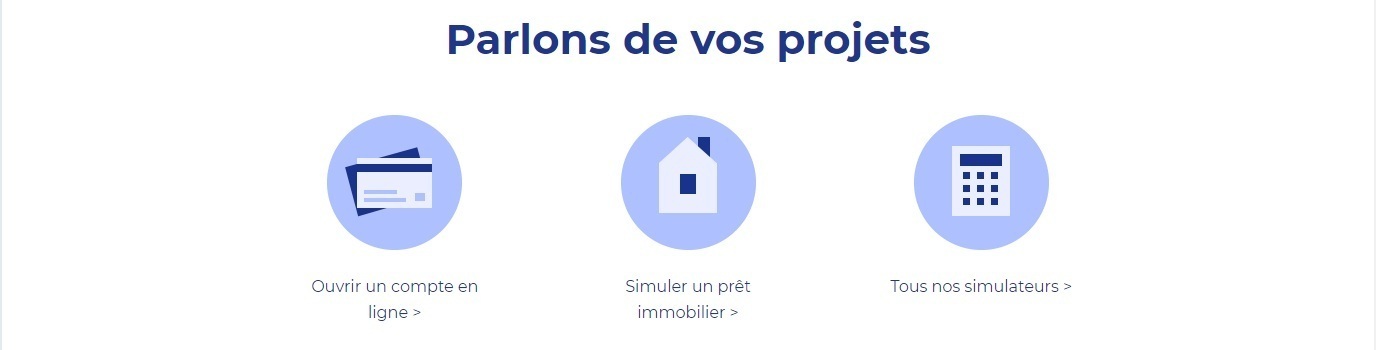 Parlons de vos projets
Ouvrir un compte en
ligne >
Simuler un prêt
immobilier >
Tous nos simulateurs >